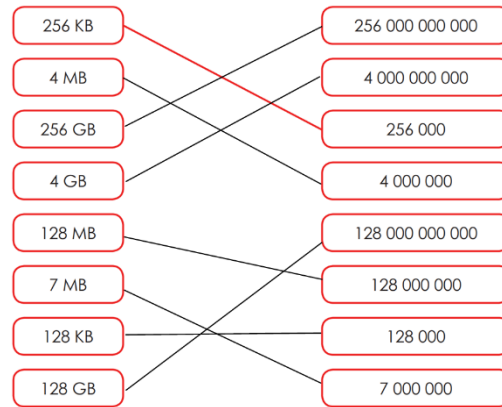 256 KB 256 000 000 000
4 MB 4 000 000 000
256 GB 256 000
4 GB 4 000 000
128 MB 128 000 000 000
7 MB 128 000 000
128 KB 128 000
128 GB 7 000 000